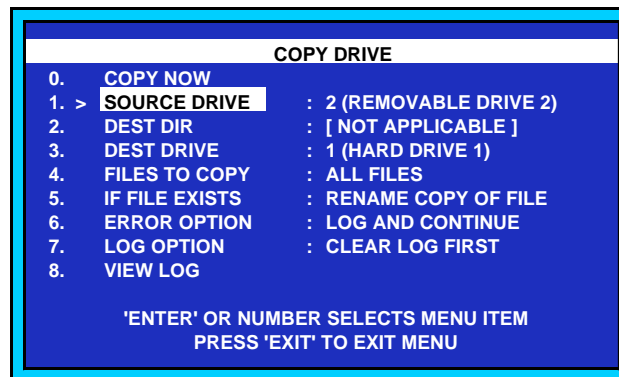 COPY DRIVE
0. COPY NOW
1. > SOURCE DRIVE : 2 (REMOVABLE DRIVE 2)
2. DEST DIR : [ NOT APPLICABLE ]
3. DEST DRIVE : 1 (HARD DRIVE 1)
4. FILES TO COPY : ALL FILES
5. IF FILE EXISTS : RENAME COPY OF FILE
6. ERROR OPTION : LOG AND CONTINUE
7. LOG OPTION : CLEAR LOG FIRST
8. VIEW LOG
'ENTER' OR NUMBER SELECTS MENU ITEM
PRESS 'EXIT' TO EXIT MENU